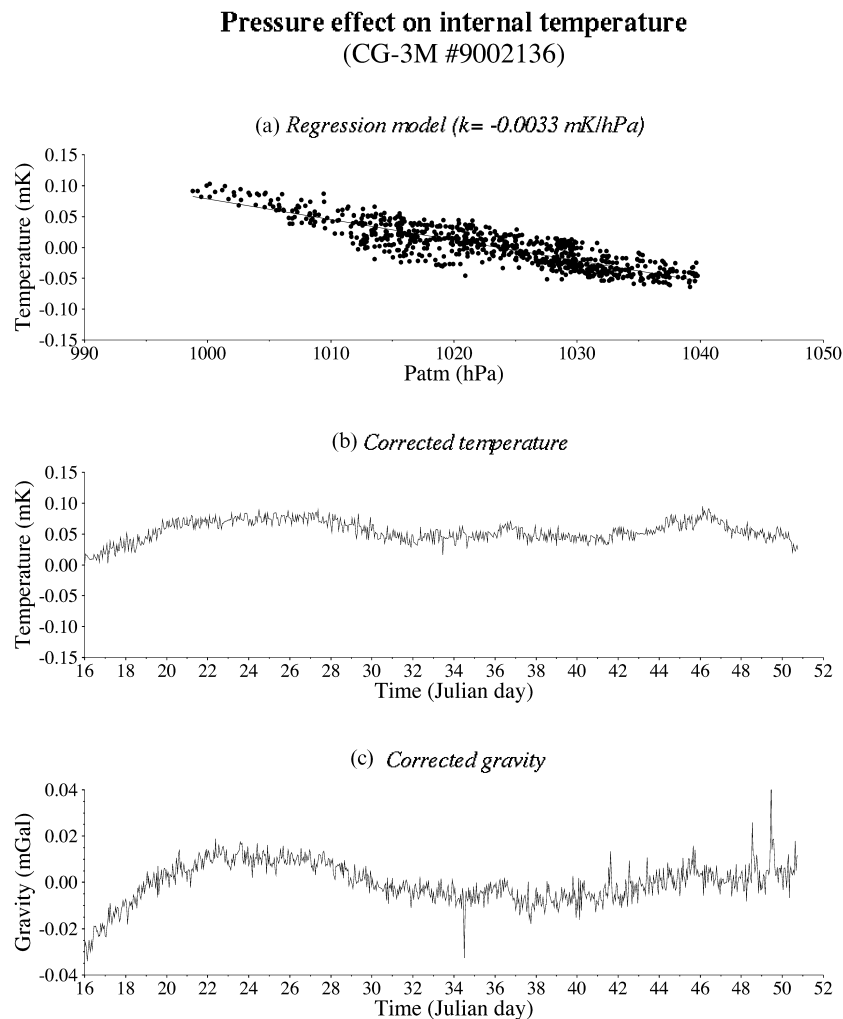 Pressure effect on internal temperature
(CG-3M #9002136)
(a) Regression model (k= -0.0033 mK/hPa)
Temperature (mK)
0.15
0.10
0.05
0.00
-0.05
-0.10
-0.15
990 1000 1010 1020 1030 1040 1050
Patm (hPa)
(b) Corrected temperature
Temperature (mK)
0.15
0.10
0.05
0.00
-0.05
-0.10
-0.15
16 18 20 22 24 26 28 30 32 34 36 38 40 42 44 46 48 50 52
Time (Julian day)
(c) Corrected gravity
Gravity (mGal)
0.04
0.02
0.00
-0.02
-0.04
16 18 20 22 24 26 28 30 32 34 36 38 40 42 44 46 48 50 52
Time (Julian day)